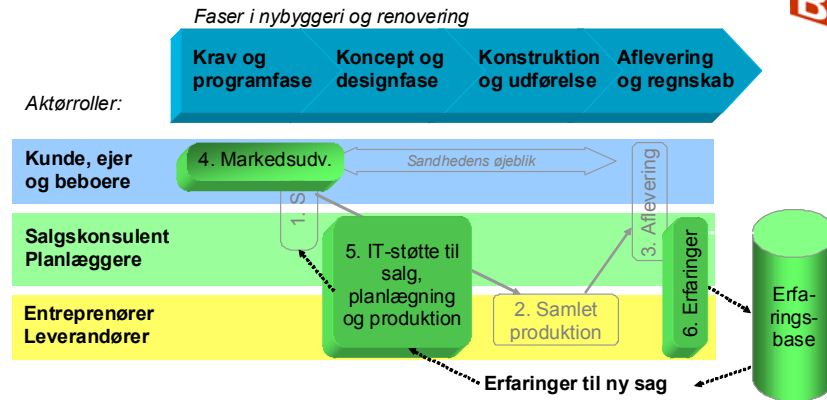 Faser i nybyggeri og renovering
Krav og
programfase
Koncept og
designfase
Konstruktion
og udførelse
Aflevering
og regnskab
Aktørroller:
Kunde, ejer
og beboere
4. Markedsudv.
Sandhedens øjeblik
3. Aflevering
1. S
Salgskonsulent
Planlæggere
5. IT-støtte til
salg,
planlægning
og produktion
6. Erfaringer
Erfa-
rings-
base
Entreprenører
Leverandører
2. Samlet
produktion
Erfaringer til ny sag
B